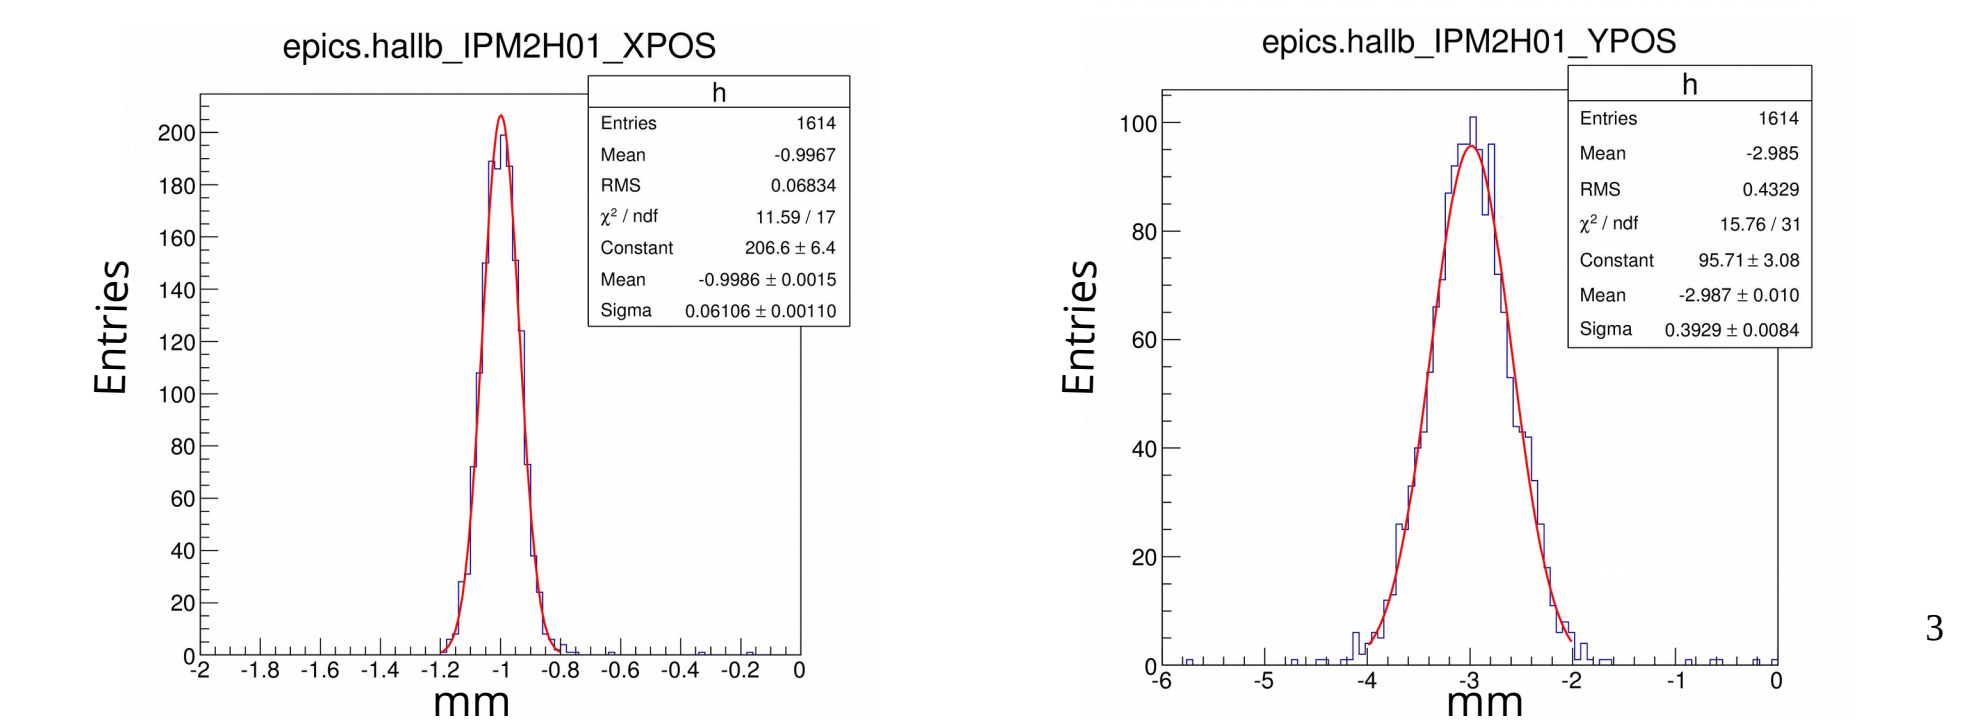 epics.hallb_IPM2H01_XPOS
h
Entries 1614
Mean -0.9967
RMS 0.06834
χ² / ndf 11.59 / 17
Constant 206.6 ± 6.4
Mean -0.9986 ± 0.0015
Sigma 0.06106 ± 0.00110
Entries
200
180
160
140
120
100
80
60
40
20
0
-2 -1.8 -1.6 -1.4 -1.2 -1 -0.8 -0.6 -0.4 -0.2 0
mm
epics.hallb_IPM2H01_YPOS
h
Entries 1614
Mean -2.985
RMS 0.4329
χ² / ndf 15.76 / 31
Constant 95.71 ± 3.08
Mean -2.987 ± 0.010
Sigma 0.3929 ± 0.0084
Entries
100
80
60
40
20
0
-6 -5 -4 -3 -2 -1 0
mm
3